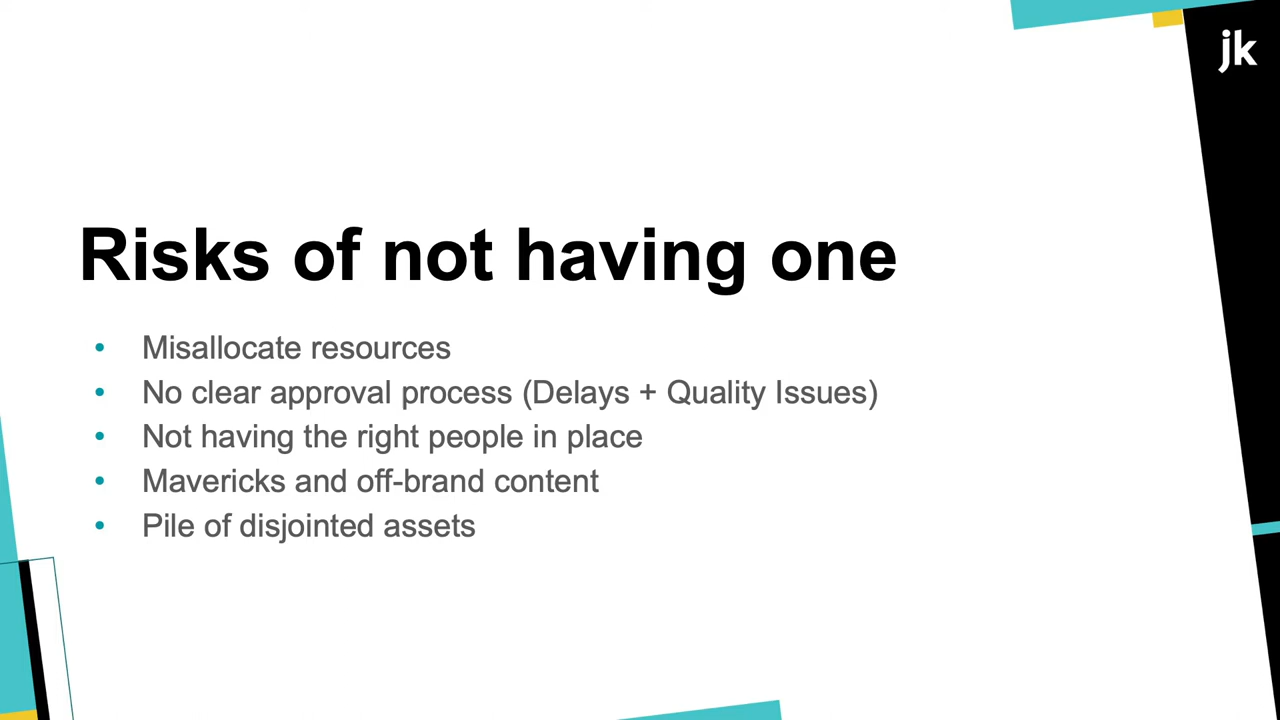 jk
Risks of not having one
• Misallocate resources
• No clear approval process (Delays + Quality Issues)
• Not having the right people in place
• Mavericks and off-brand content
• Pile of disjointed assets